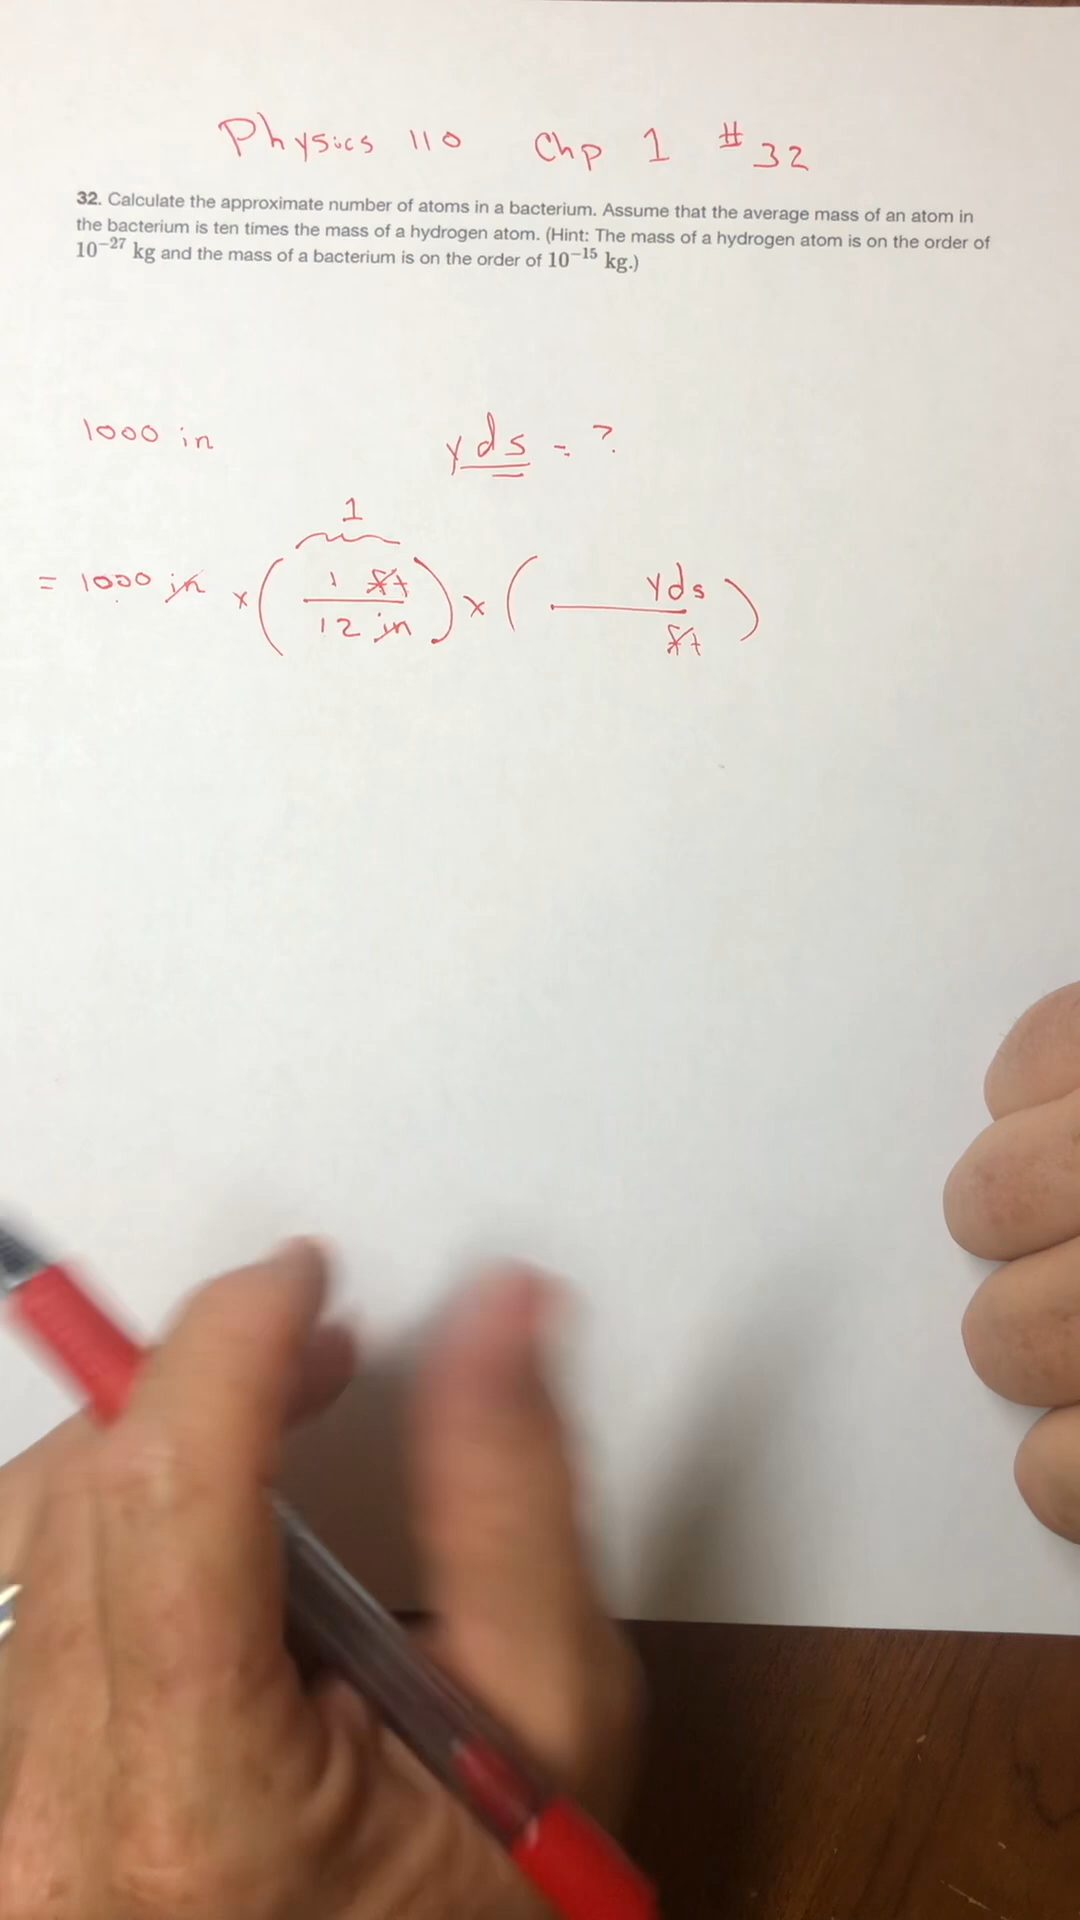 Physics 110 Chp 1 #32
32. Calculate the approximate number of atoms in a bacterium. Assume that the average mass of an atom in
the bacterium is ten times the mass of a hydrogen atom. (Hint: The mass of a hydrogen atom is on the order of
10⁻²⁷ kg and the mass of a bacterium is on the order of 10⁻¹⁵ kg.)
1000 in yds = ?
1
= 1000 in × (1 ft / 12 in) × ( yds / ft)